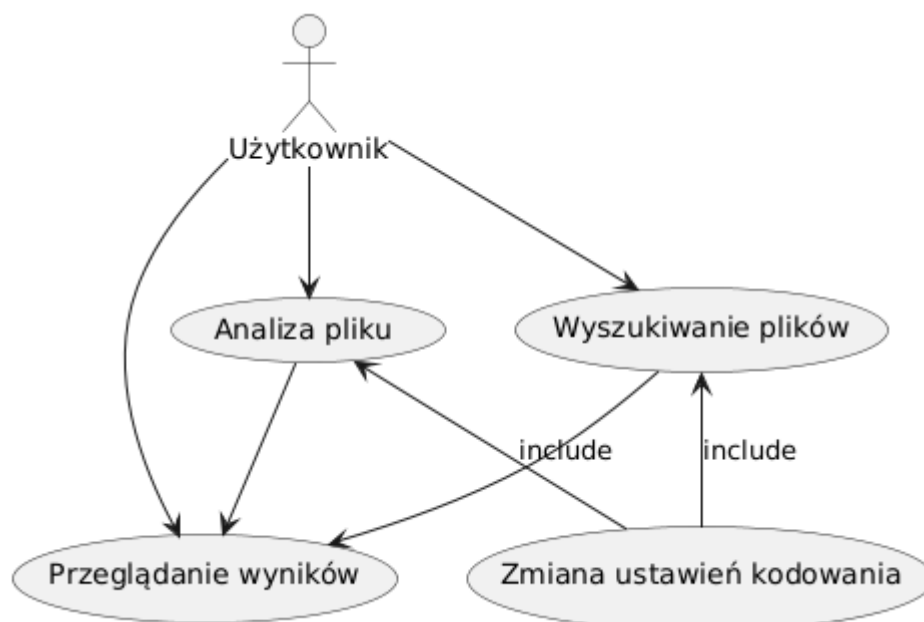 Użytkownik
Analiza pliku
Wyszukiwanie plików
include
include
Przeglądanie wyników
Zmiana ustawień kodowania